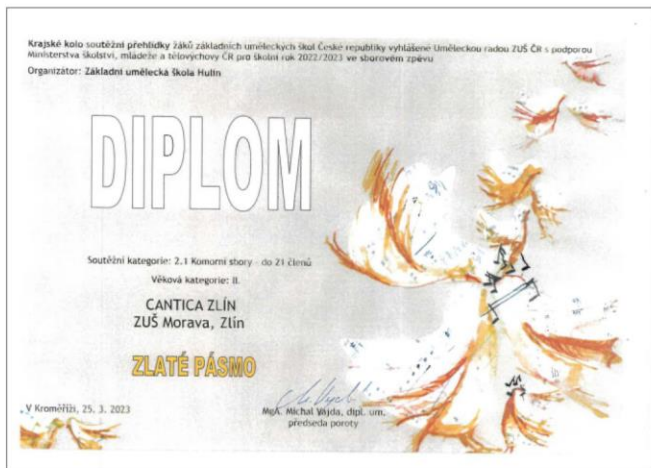 Krajské kolo soutěžní přehlídky žáků základních uměleckých škol České republiky vyhlášené Uměleckou radou ZUŠ ČR s podporou
Ministerstva školství, mládeže a tělovýchovy ČR pro školní rok 2022/2023 ve sborovém zpěvu
Organizátor: Základní umělecká škola Hulín
DIPLOM
Soutěžní kategorie: 2.1 Komorní sbory - do 21 členů
Věková kategorie: II.
CANTICA ZLÍN
ZUŠ Morava, Zlín
ZLATÉ PÁSMO
V Kroměříži, 25. 3. 2023
MgA. Michal Vajda, dipl. um.
předseda poroty